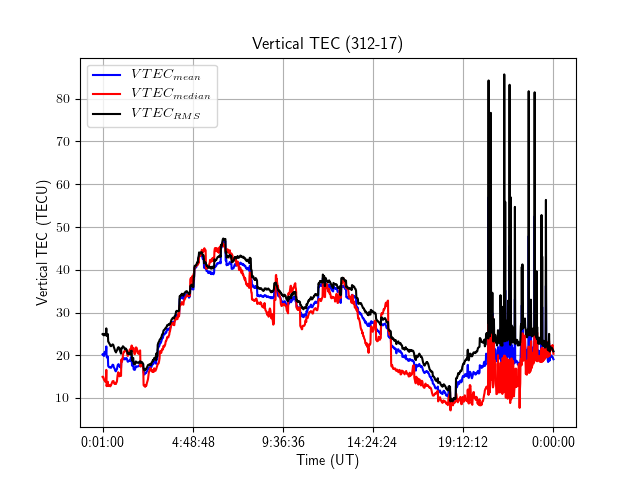 Vertical TEC (312-17)
VTEC_mean
VTEC_median
VTEC_RMS
80
70
60
50
40
30
20
10
Vertical TEC (TECU)
0:01:00 4:48:48 9:36:36 14:24:24 19:12:12 0:00:00
Time (UT)